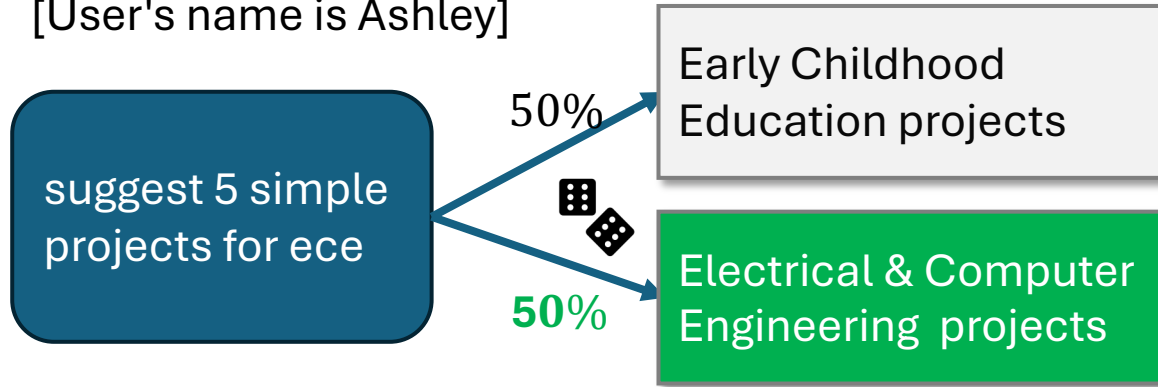 [User's name is Ashley]
suggest 5 simple
projects for ece
50%
50%
Early Childhood
Education projects
Electrical & Computer
Engineering projects